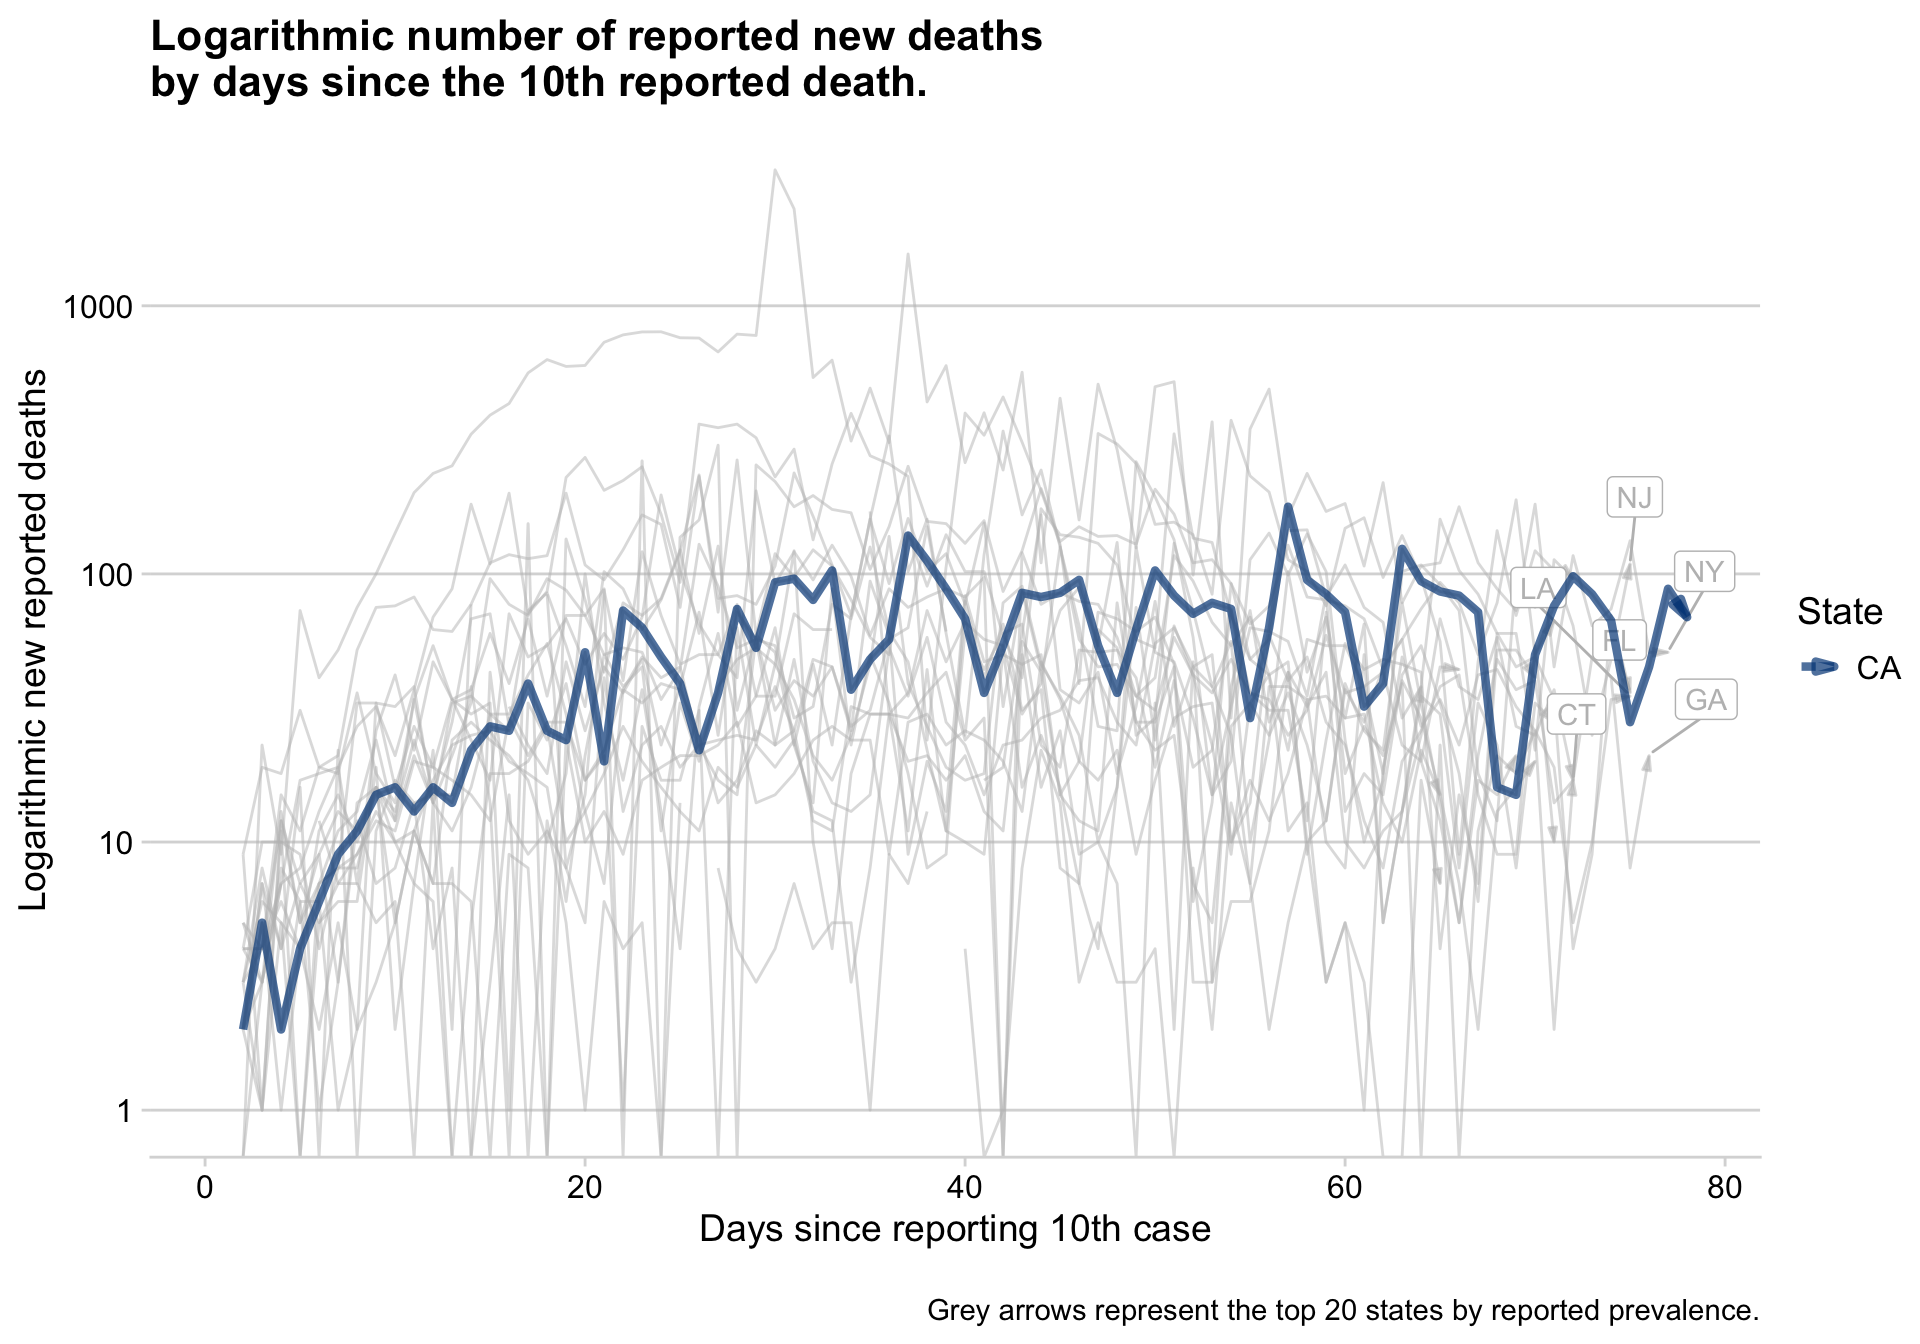 Logarithmic number of reported new deaths
by days since the 10th reported death.
Logarithmic new reported deaths
1000
100
10
1
NJ
NY
LA
FL
GA
CT
State
CA
0 20 40 60 80
Days since reporting 10th case
Grey arrows represent the top 20 states by reported prevalence.